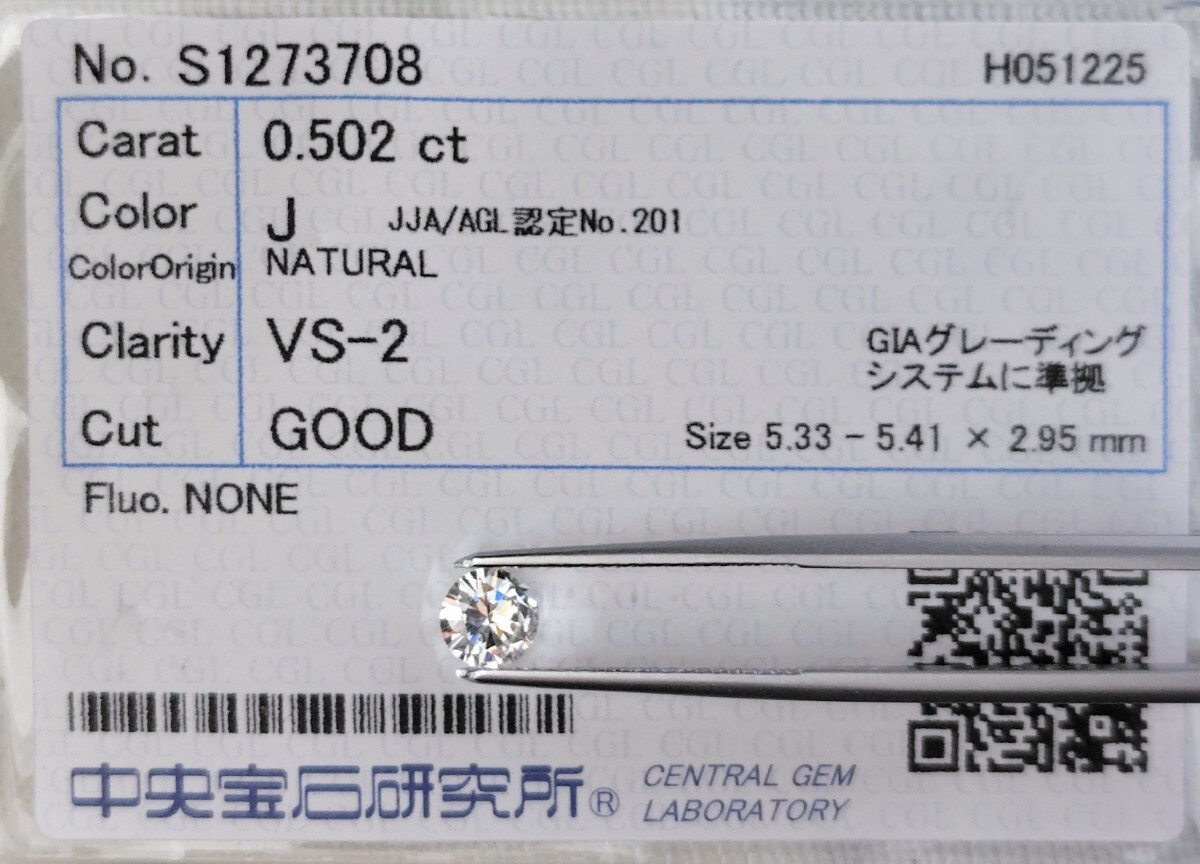 No. S1273708 H051225
Carat 0.502 ct
Color J JJA/AGL認定No.201
ColorOrigin NATURAL
Clarity VS-2 GIAグレーディング
システムに準拠
Cut GOOD Size 5.33 - 5.41 × 2.95 mm
Fluo. NONE
中央宝石研究所® CENTRAL GEM
LABORATORY